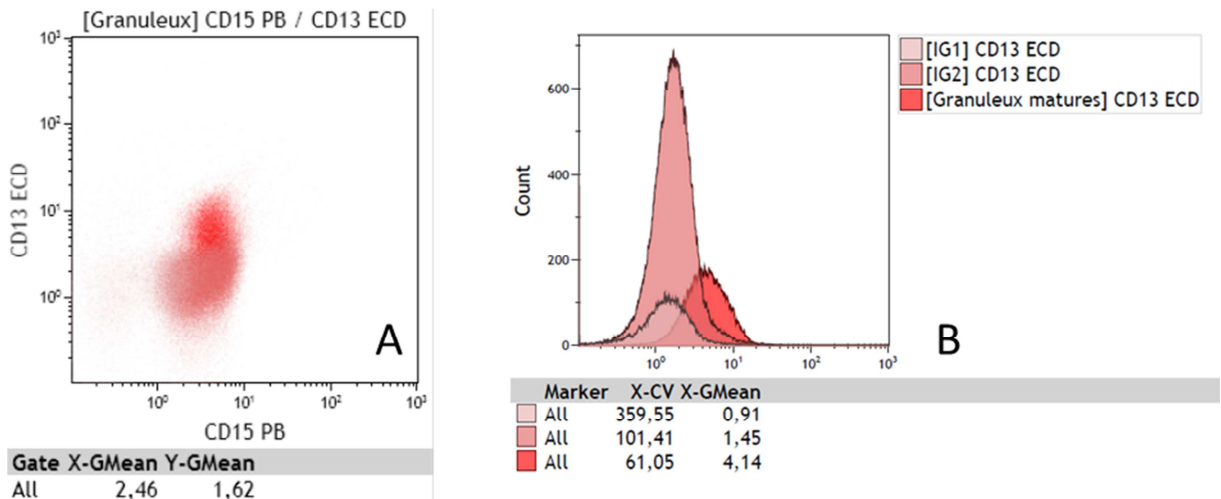 [Granuleux] CD15 PB / CD13 ECD
10³
10²
10¹
10⁰
CD13 ECD
10⁰ 10¹ 10² 10³
CD15 PB
A
Gate X-GMean Y-GMean
All 2,46 1,62
600
400
200
0
Count
10⁰ 10¹ 10² 10³
B
[IG1] CD13 ECD
[IG2] CD13 ECD
[Granuleux matures] CD13 ECD
Marker X-CV X-GMean
All 359,55 0,91
All 101,41 1,45
All 61,05 4,14